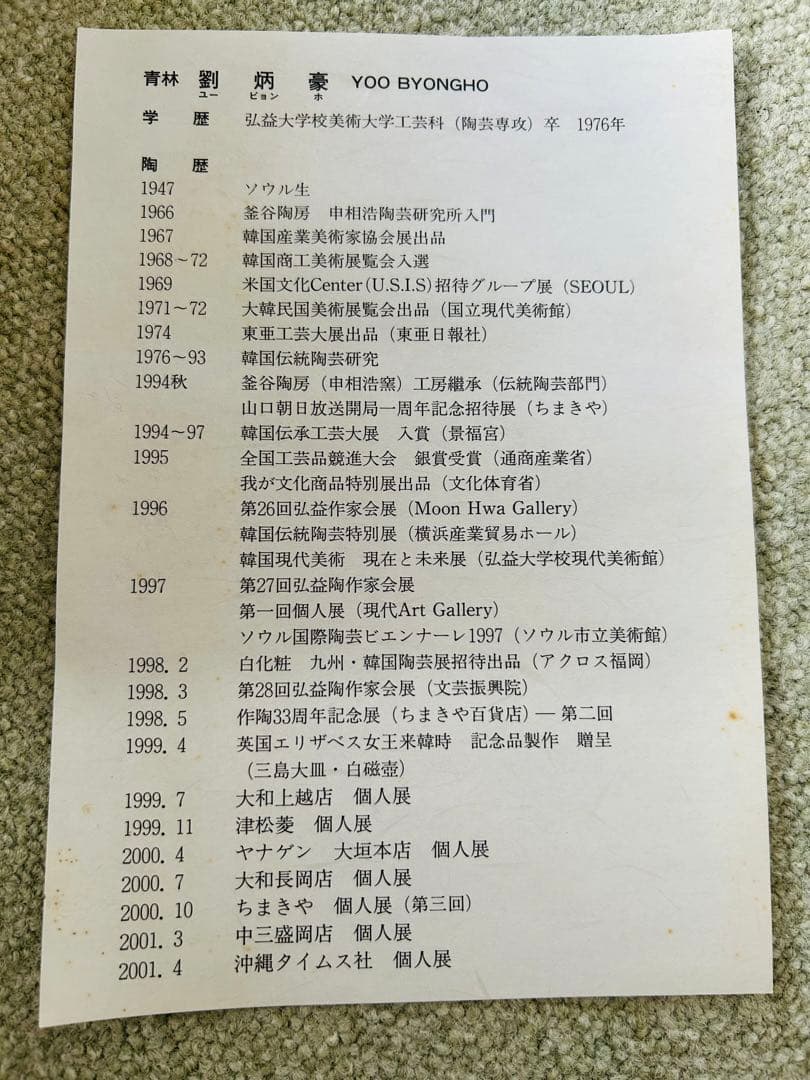 青林 劉 炳 豪 YOO BYONGHO
ユー ビョン ホ
学 歴 弘益大学校美術大学工芸科(陶芸専攻)卒 1976年
陶 歴
1947 ソウル生
1966 釜谷陶房 申相浩陶芸研究所入門
1967 韓国産業美術家協会展出品
1968～72 韓国商工美術展覧会入選
1969 米国文化Center(U.S.I.S)招待グループ展(SEOUL)
1971～72 大韓民国美術展覧会出品(国立現代美術館)
1974 東亜工芸大展出品(東亜日報社)
1976～93 韓国伝統陶芸研究
1994秋 釜谷陶房(申相浩窯)工房継承(伝統陶芸部門)
山口朝日放送開局一周年記念招待展(ちまきや)
1994～97 韓国伝承工芸大展 入賞(景福宮)
1995 全国工芸品競進大会 銀賞受賞(通商産業省)
我が文化商品特別展出品(文化体育省)
1996 第26回弘益作家会展(Moon Hwa Gallery)
韓国伝統陶芸特別展(横浜産業貿易ホール)
韓国現代美術 現在と未来展(弘益大学校現代美術館)
1997 第27回弘益陶作家会展
第一回個人展(現代Art Gallery)
ソウル国際陶芸ビエンナーレ1997(ソウル市立美術館)
1998. 2 白化粧 九州・韓国陶芸展招待出品(アクロス福岡)
1998. 3 第28回弘益陶作家会展(文芸振興院)
1998. 5 作陶33周年記念展(ちまきや百貨店)― 第二回
1999. 4 英国エリザベス女王来韓時 記念品製作 贈呈
(三島大皿・白磁壺)
1999. 7 大和上越店 個人展
1999. 11 津松菱 個人展
2000. 4 ヤナゲン 大垣本店 個人展
2000. 7 大和長岡店 個人展
2000. 10 ちまきや 個人展(第三回)
2001. 3 中三盛岡店 個人展
2001. 4 沖縄タイムス社 個人展